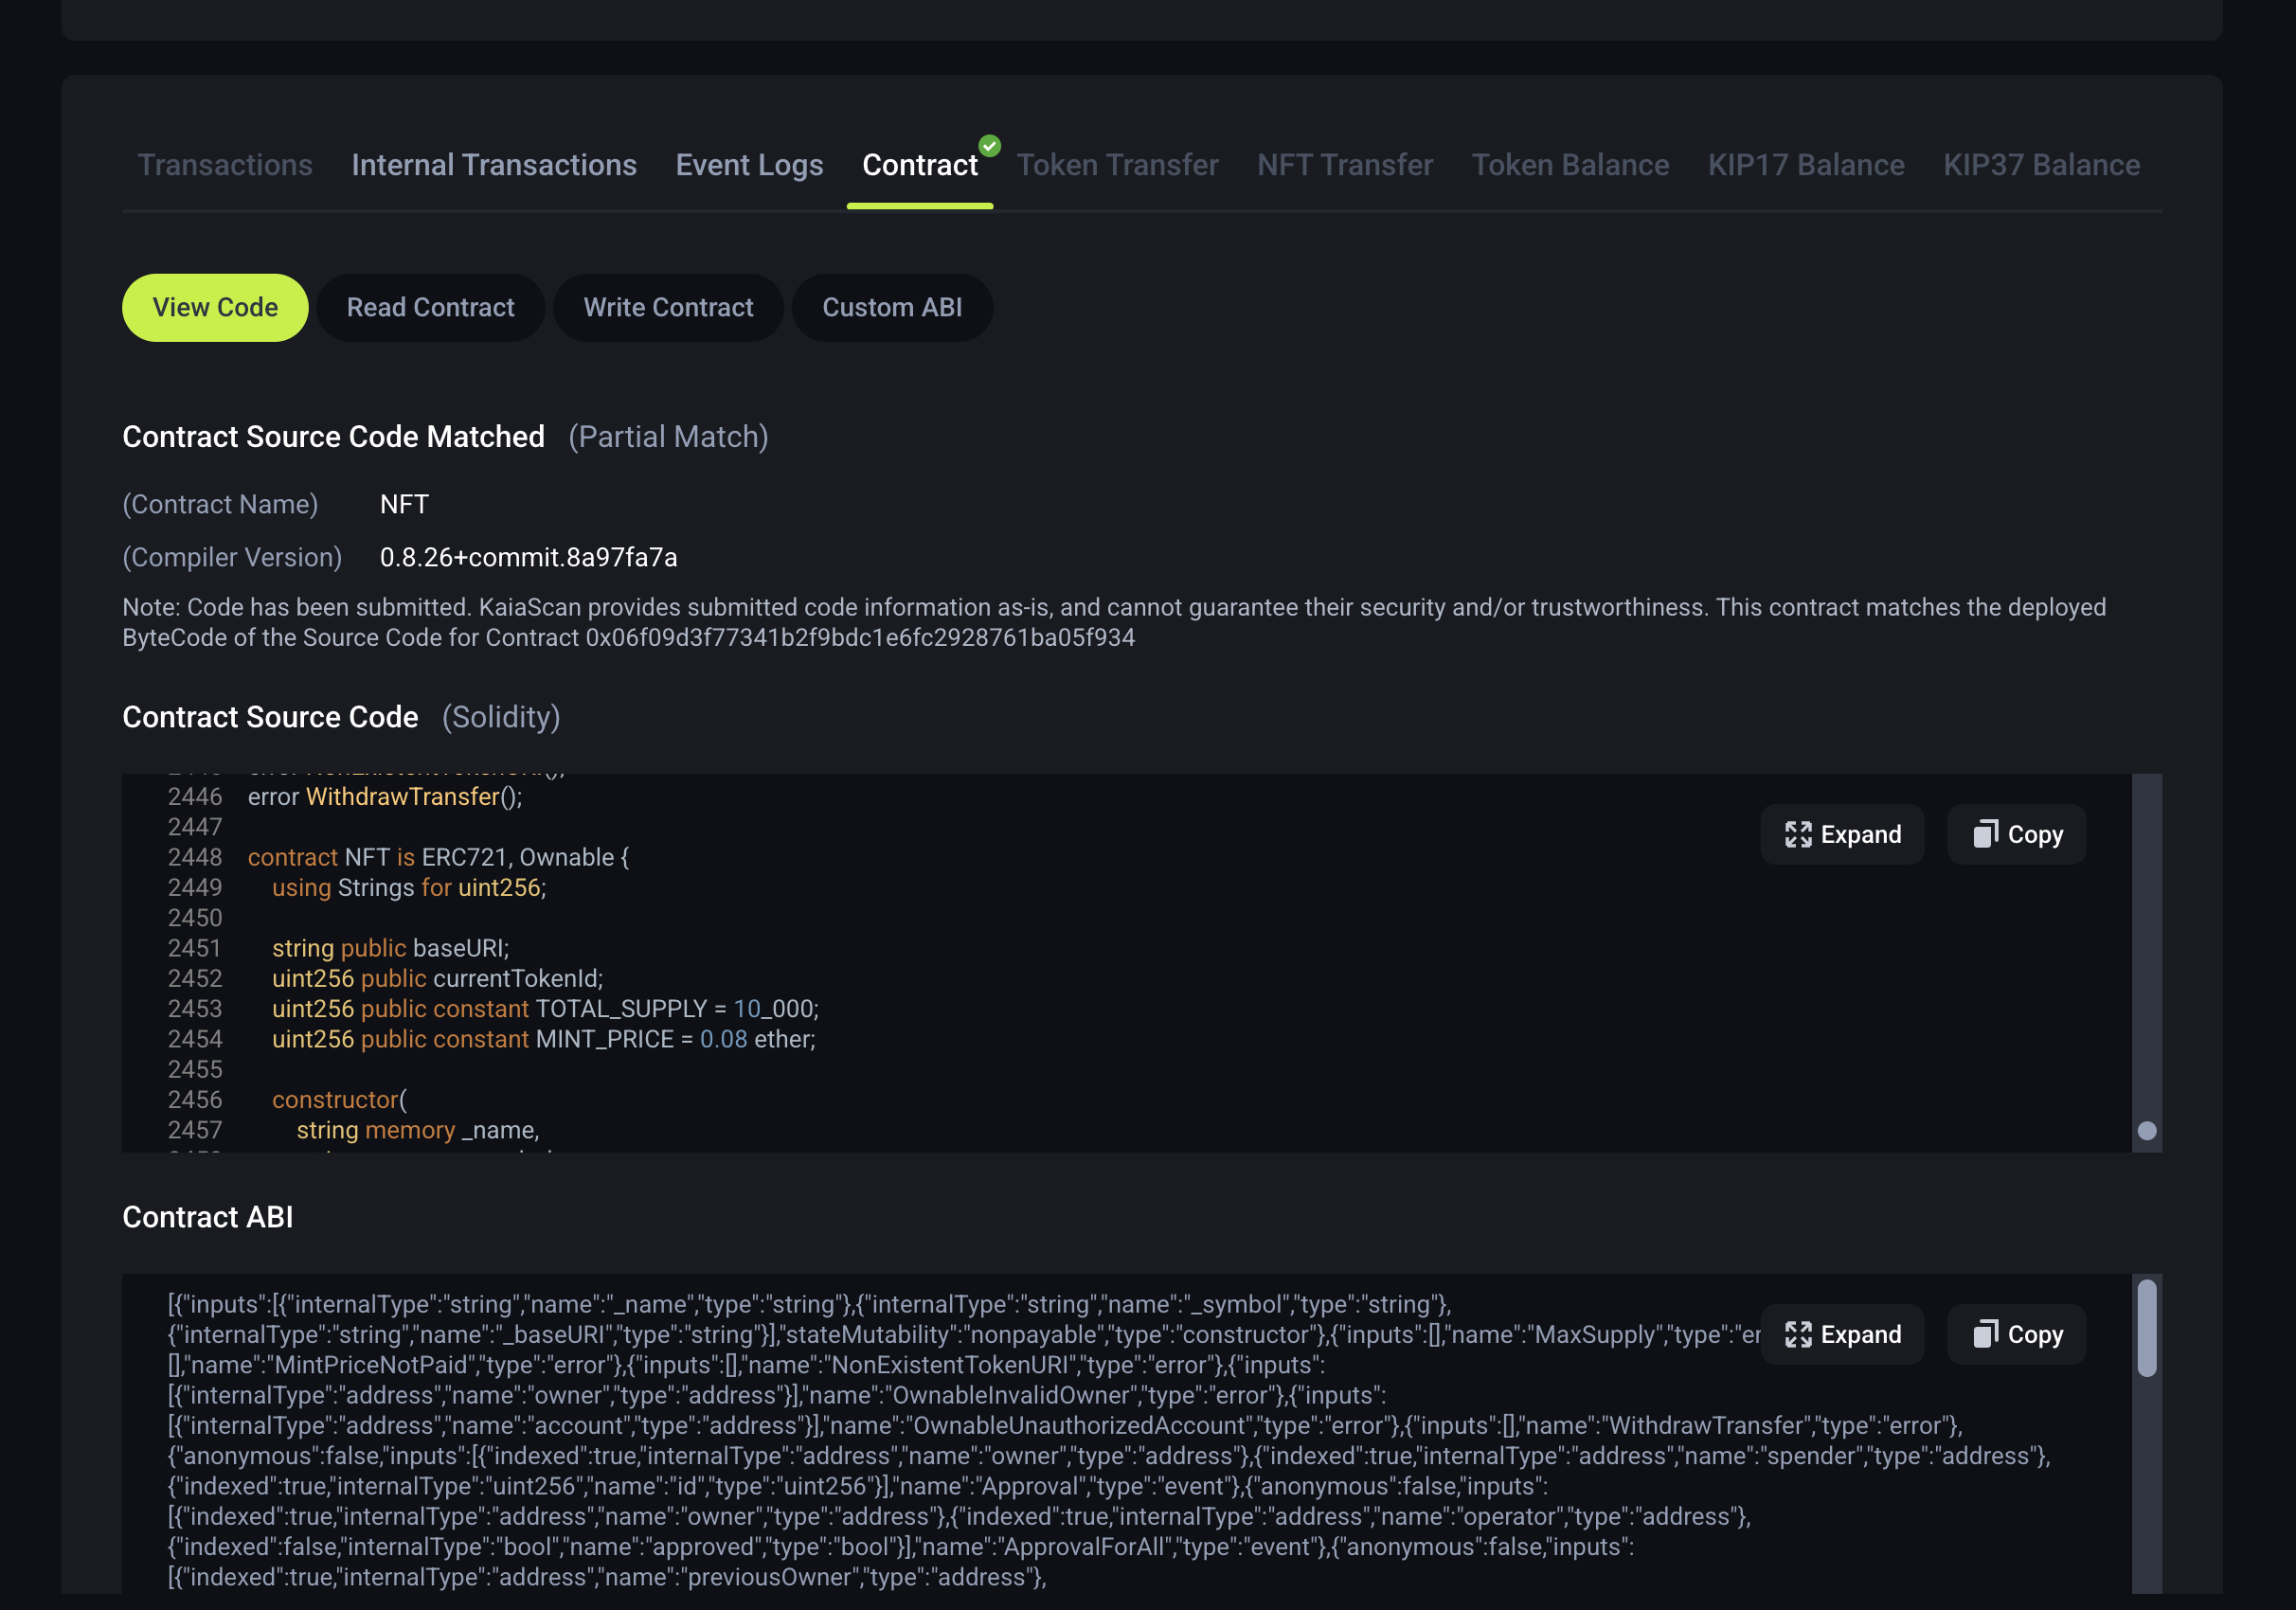 Transactions Internal Transactions Event Logs Contract Token Transfer NFT Transfer Token Balance KIP17 Balance KIP37 Balance
View Code Read Contract Write Contract Custom ABI
Contract Source Code Matched (Partial Match)
(Contract Name) NFT
(Compiler Version) 0.8.26+commit.8a97fa7a
Note: Code has been submitted. KaiaScan provides submitted code information as-is, and cannot guarantee their security and/or trustworthiness. This contract matches the deployed
ByteCode of the Source Code for Contract 0x06f09d3f77341b2f9bdc1e6fc2928761ba05f934
Contract Source Code (Solidity)
2446 error WithdrawTransfer();
Expand Copy
2447
2448 contract NFT is ERC721, Ownable {
2449 using Strings for uint256;
2450
2451 string public baseURI;
2452 uint256 public currentTokenId;
2453 uint256 public constant TOTAL_SUPPLY = 10_000;
2454 uint256 public constant MINT_PRICE = 0.08 ether;
2455
2456 constructor(
2457 string memory _name,
Contract ABI
[{"inputs":[{"internalType":"string","name":"_name","type":"string"},{"internalType":"string","name":"_symbol","type":"string"},
{"internalType":"string","name":"_baseURI","type":"string"}],"stateMutability":"nonpayable","type":"constructor"},{"inputs":[],"name":"MaxSupply","type":"er
Expand Copy
[],"name":"MintPriceNotPaid","type":"error"},{"inputs":[],"name":"NonExistentTokenURI","type":"error"},{"inputs":
[{"internalType":"address","name":"owner","type":"address"}],"name":"OwnableInvalidOwner","type":"error"},{"inputs":
[{"internalType":"address","name":"account","type":"address"}],"name":"OwnableUnauthorizedAccount","type":"error"},{"inputs":[],"name":"WithdrawTransfer","type":"error"},
{"anonymous":false,"inputs":[{"indexed":true,"internalType":"address","name":"owner","type":"address"},{"indexed":true,"internalType":"address","name":"spender","type":"address"},
{"indexed":true,"internalType":"uint256","name":"id","type":"uint256"}],"name":"Approval","type":"event"},{"anonymous":false,"inputs":
[{"indexed":true,"internalType":"address","name":"owner","type":"address"},{"indexed":true,"internalType":"address","name":"operator","type":"address"},
{"indexed":false,"internalType":"bool","name":"approved","type":"bool"}],"name":"ApprovalForAll","type":"event"},{"anonymous":false,"inputs":
[{"indexed":true,"internalType":"address","name":"previousOwner","type":"address"},